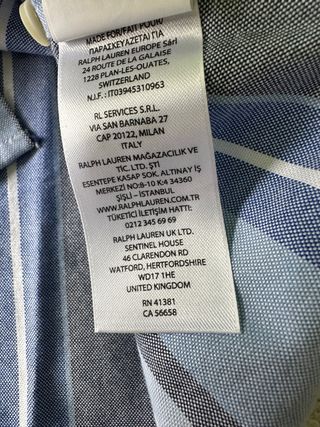 MADE FOR/FAIT POUR/
ΠΑΡΑΣΚΕΥΑΖΕΤΑΙ ΓΙΑ
RALPH LAUREN EUROPE Sàrl
24 ROUTE DE LA GALAISE
1228 PLAN-LES-OUATES,
SWITZERLAND
N.I.F. : IT03945310963
RL SERVICES S.R.L.
VIA SAN BARNABA 27
CAP 20122, MILAN
ITALY
RALPH LAUREN MAĞAZACILIK VE
TİC. LTD. ŞTİ
ESENTEPE KASAP SOK. ALTINAY İŞ
MERKEZİ NO:8-10 K:4 34360
ŞİŞLİ - İSTANBUL
WWW.RALPHLAUREN.COM.TR
TÜKETİCİ İLETİŞİM HATTI:
0212 345 69 69
RALPH LAUREN UK LTD.
SENTINEL HOUSE
46 CLARENDON RD
WATFORD, HERTFORDSHIRE
WD17 1HE
UNITED KINGDOM
RN 41381
CA 56658